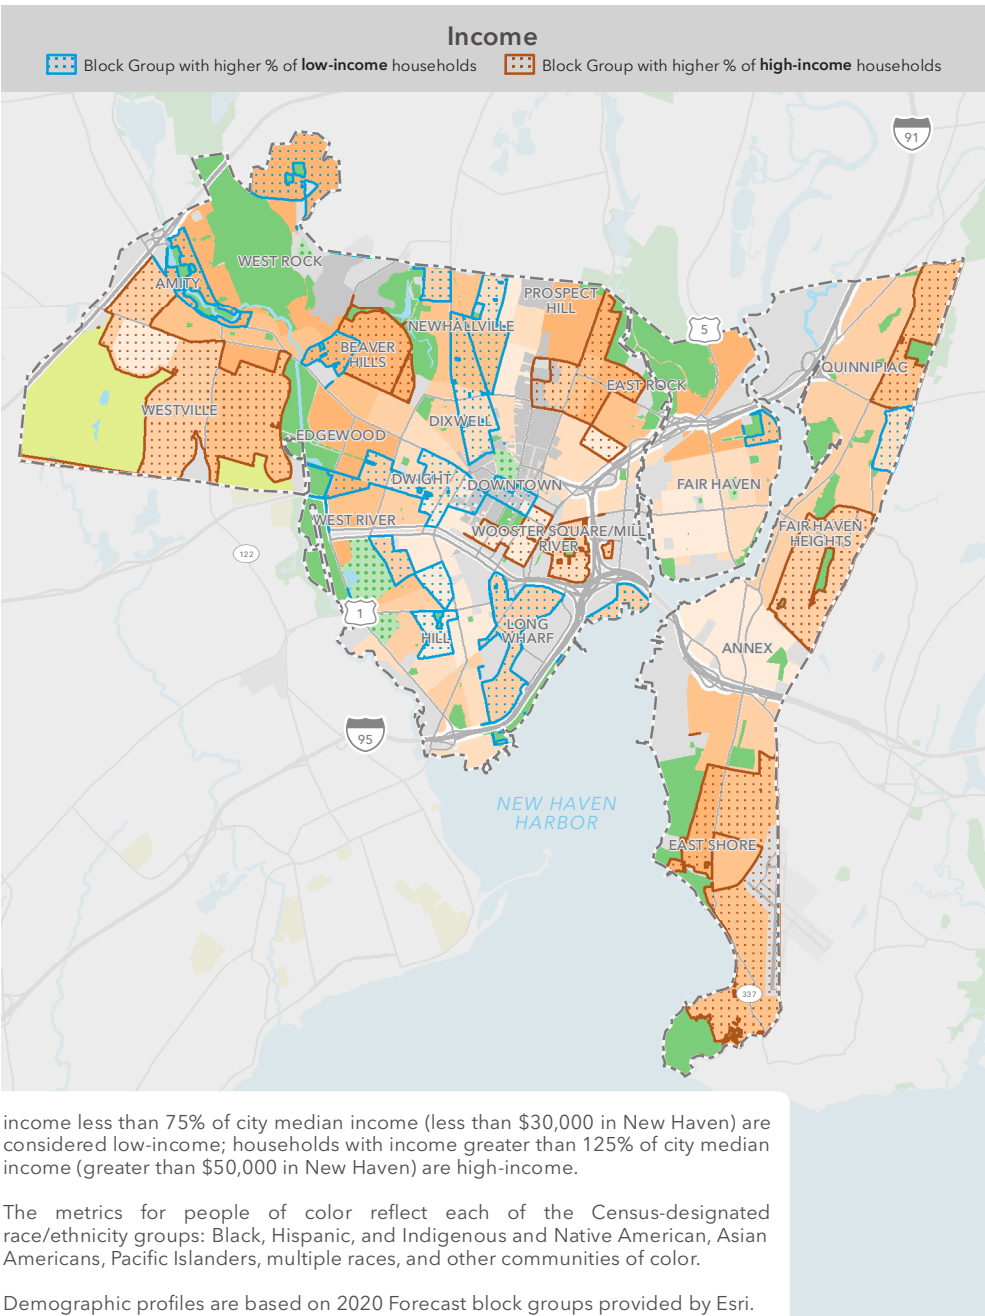 Income
Block Group with higher % of low-income households
Block Group with higher % of high-income households
91
WEST ROCK
AMITY
PROSPECT
HILL
NEWHALLVILLE
5
BEAVER
HILLS
QUINNIPIAC
EAST ROCK
WESTVILLE
DIXWELL
EDGEWOOD
DWIGHT
DOWNTOWN
FAIR HAVEN
WEST RIVER
WOOSTER SQUARE/MILL
RIVER
FAIR HAVEN
HEIGHTS
122
1
HILL
LONG
WHARF
ANNEX
95
NEW HAVEN
HARBOR
EAST SHORE
337
income less than 75% of city median income (less than $30,000 in New Haven) are
considered low-income; households with income greater than 125% of city median
income (greater than $50,000 in New Haven) are high-income.
The metrics for people of color reflect each of the Census-designated
race/ethnicity groups: Black, Hispanic, and Indigenous and Native American, Asian
Americans, Pacific Islanders, multiple races, and other communities of color.
Demographic profiles are based on 2020 Forecast block groups provided by Esri.